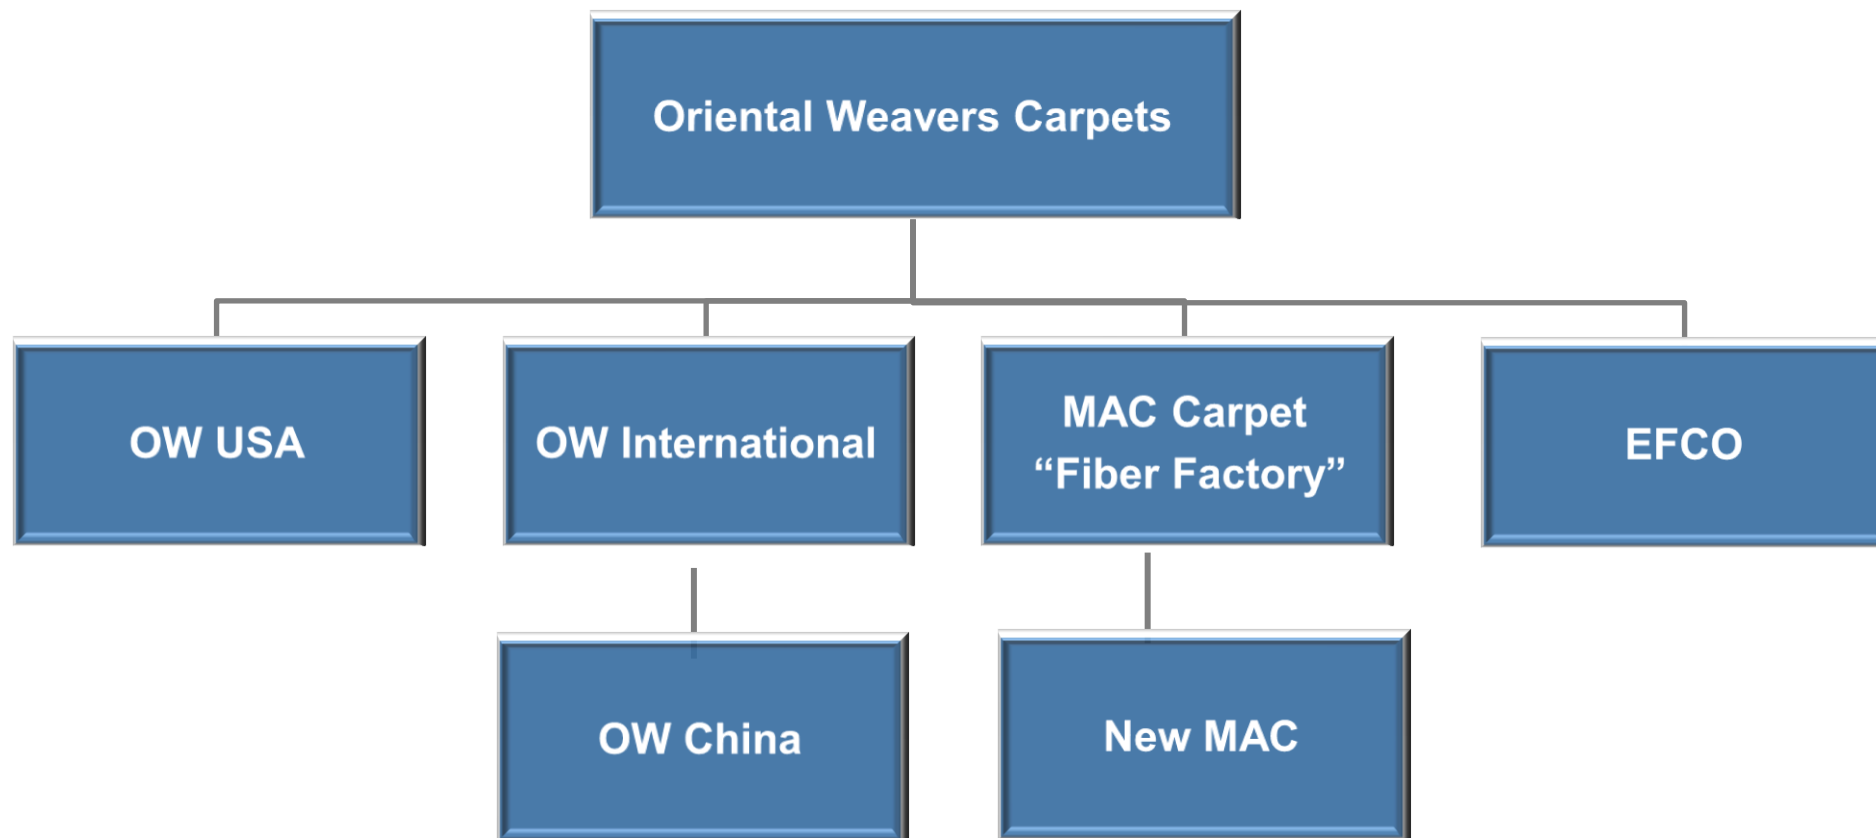 Oriental Weavers Carpets
OW USA
OW International
MAC Carpet
“Fiber Factory”
EFCO
OW China
New MAC